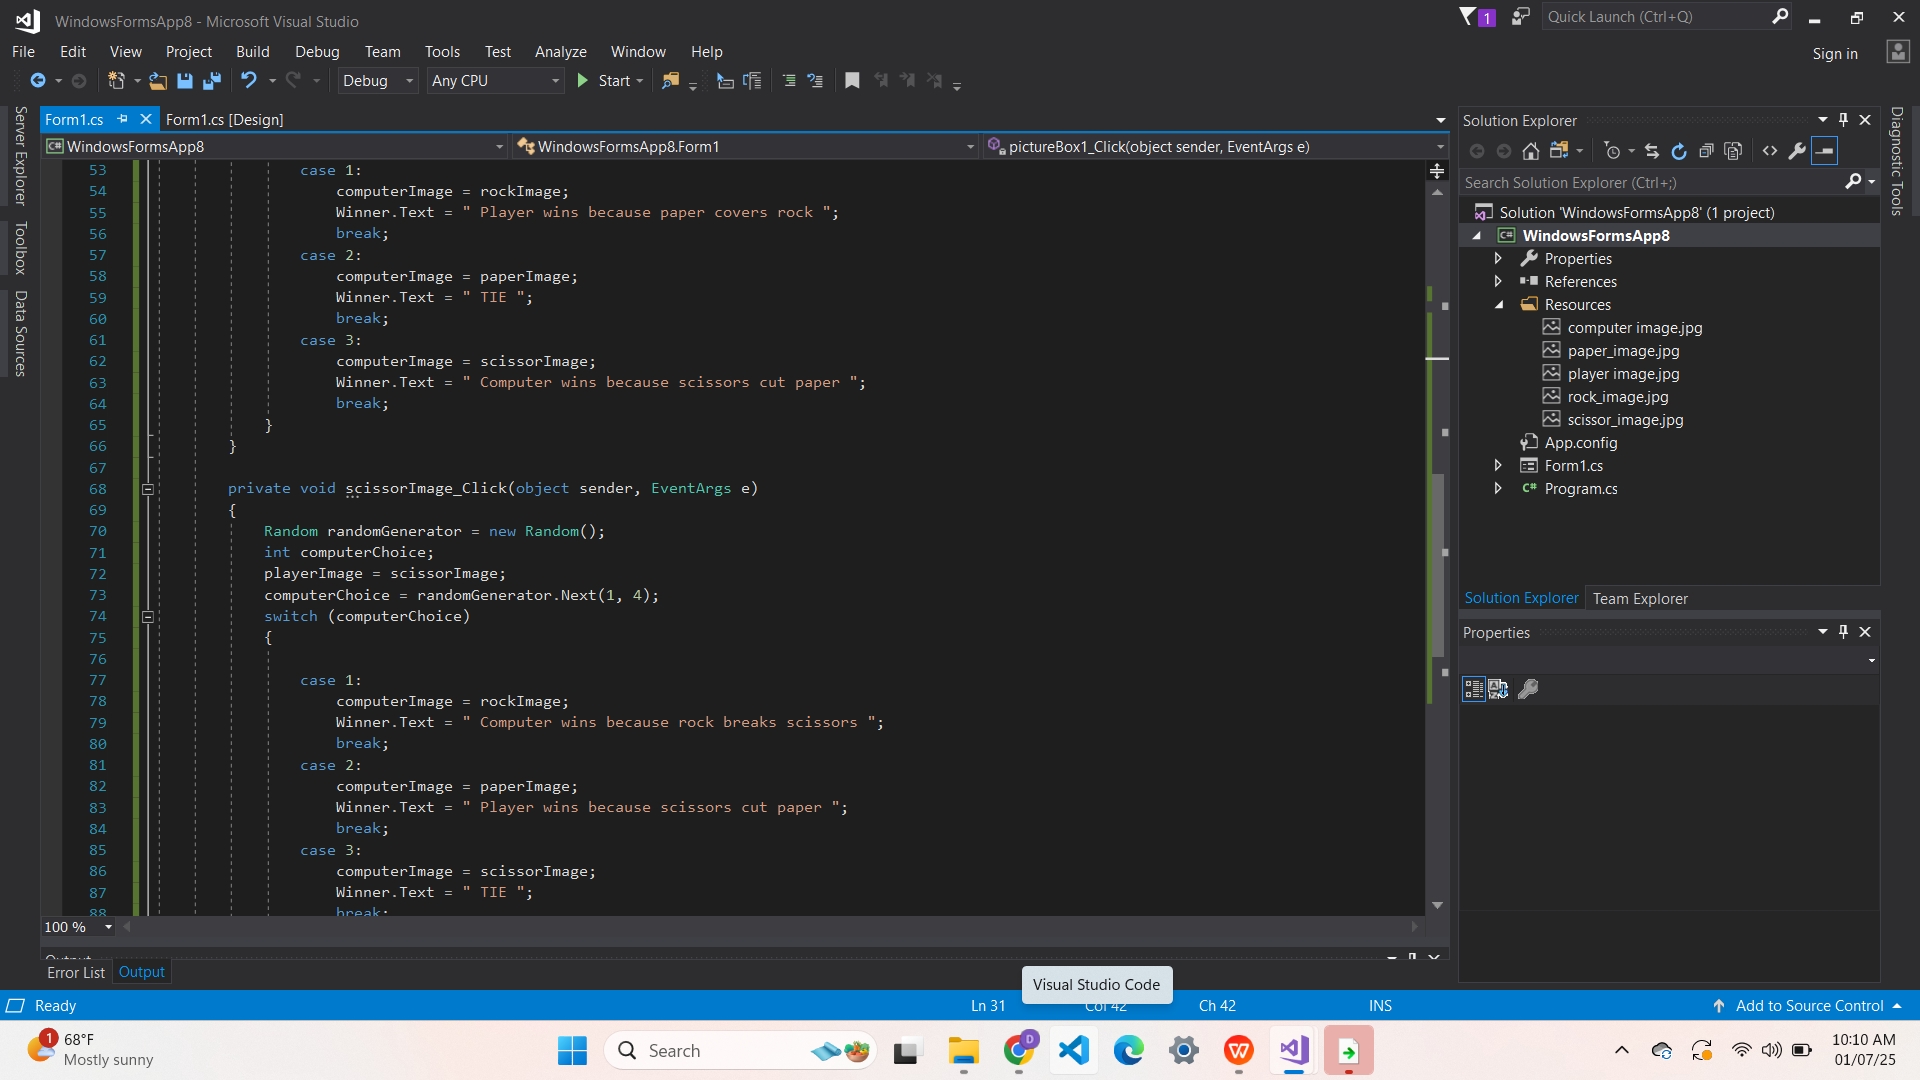 WindowsFormsApp8 - Microsoft Visual Studio
1
Quick Launch (Ctrl+Q)
File Edit View Project Build Debug Team Tools Test Analyze Window Help
Sign in
Debug
Any CPU
Start
Server Explorer
Toolbox
Data Sources
Form1.cs
Form1.cs [Design]
C# WindowsFormsApp8
WindowsFormsApp8.Form1
pictureBox1_Click(object sender, EventArgs e)
53 case 1:
54 computerImage = rockImage;
55 Winner.Text = " Player wins because paper covers rock ";
56 break;
57 case 2:
58 computerImage = paperImage;
59 Winner.Text = " TIE ";
60 break;
61 case 3:
62 computerImage = scissorImage;
63 Winner.Text = " Computer wins because scissors cut paper ";
64 break;
65 }
66 }
67
68 private void scissorImage_Click(object sender, EventArgs e)
69 {
70 Random randomGenerator = new Random();
71 int computerChoice;
72 playerImage = scissorImage;
73 computerChoice = randomGenerator.Next(1, 4);
74 switch (computerChoice)
75 {
76
77 case 1:
78 computerImage = rockImage;
79 Winner.Text = " Computer wins because rock breaks scissors ";
80 break;
81 case 2:
82 computerImage = paperImage;
83 Winner.Text = " Player wins because scissors cut paper ";
84 break;
85 case 3:
86 computerImage = scissorImage;
87 Winner.Text = " TIE ";
88 break;
100 %
Output
Error List
Output
Solution Explorer
Search Solution Explorer (Ctrl+;)
Solution 'WindowsFormsApp8' (1 project)
C# WindowsFormsApp8
Properties
References
Resources
computer image.jpg
paper_image.jpg
player image.jpg
rock_image.jpg
scissor_image.jpg
App.config
Form1.cs
C# Program.cs
Solution Explorer
Team Explorer
Properties
Diagnostic Tools
Visual Studio Code
Ready
Ln 31
Col 42
Ch 42
INS
Add to Source Control
1
68°F
Mostly sunny
Search
D
10:10 AM
01/07/25